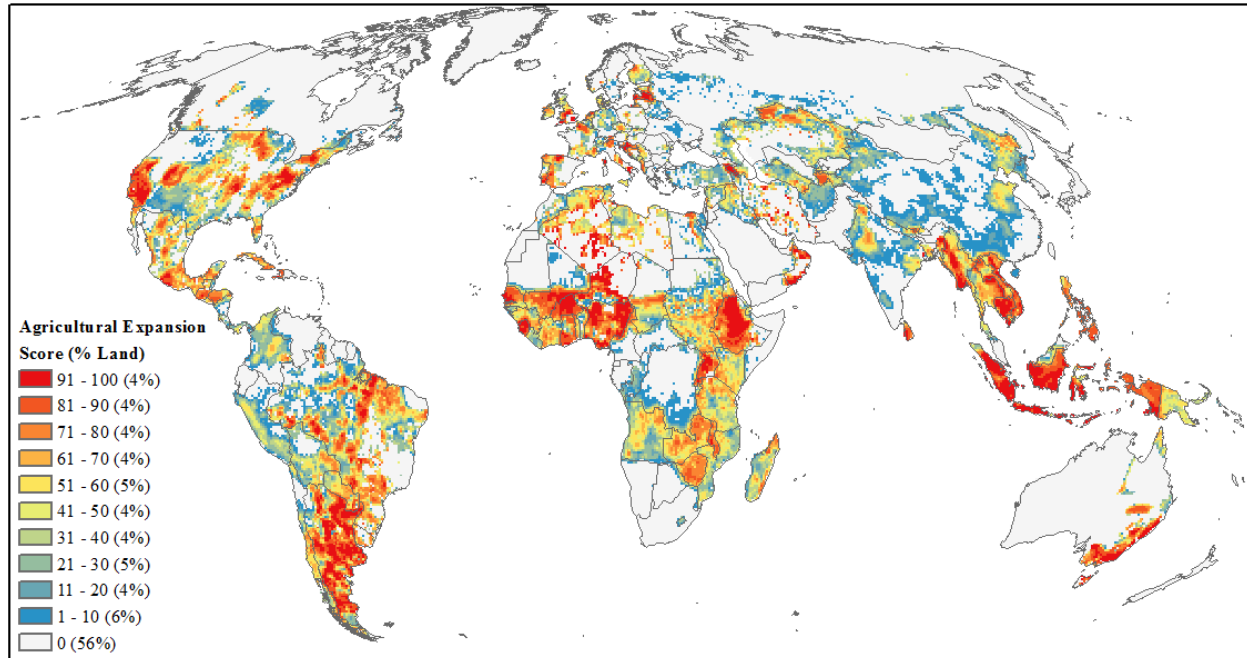 Agricultural Expansion
Score (% Land)
91 - 100 (4%)
81 - 90 (4%)
71 - 80 (4%)
61 - 70 (4%)
51 - 60 (5%)
41 - 50 (4%)
31 - 40 (4%)
21 - 30 (5%)
11 - 20 (4%)
1 - 10 (6%)
0 (56%)